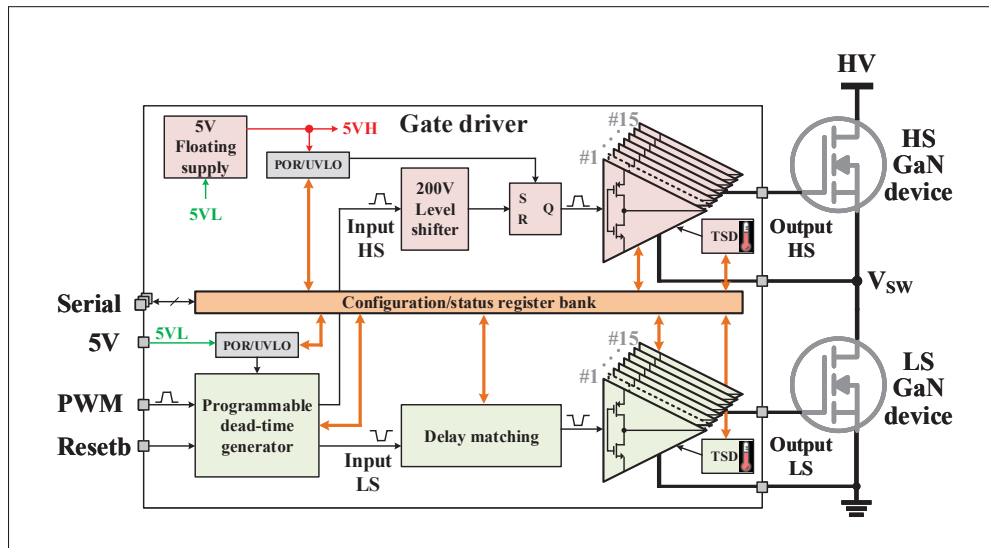 HV
Gate driver
5V
Floating
supply
5VH
POR/UVLO
5VL
#15
#1
HS
GaN
device
200V
Level
shifter
Input
HS
S
R
Q
TSD
Output
HS
VSW
Serial
Configuration/status register bank
5V
5VL
POR/UVLO
#15
#1
LS
GaN
device
PWM
Resetb
Programmable
dead-time
generator
Input
LS
Delay matching
TSD
Output
LS